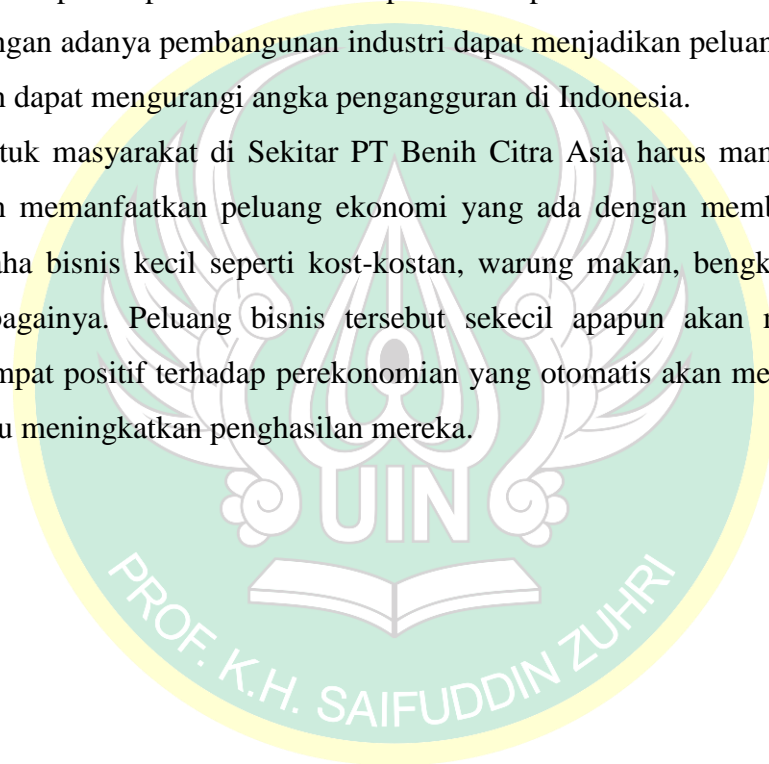 ngan adanya pembangunan industri dapat menjadikan peluan
n dapat mengurangi angka pengangguran di Indonesia.
tuk masyarakat di Sekitar PT Benih Citra Asia harus mam
n memanfaatkan peluang ekonomi yang ada dengan memb
aha bisnis kecil seperti kost-kostan, warung makan, bengk
bagainya. Peluang bisnis tersebut sekecil apapun akan
mpat positif terhadap perekonomian yang otomatis akan me
u meningkatkan penghasilan mereka.
UIN
PROF. K.H. SAIFUDDIN ZUHRI